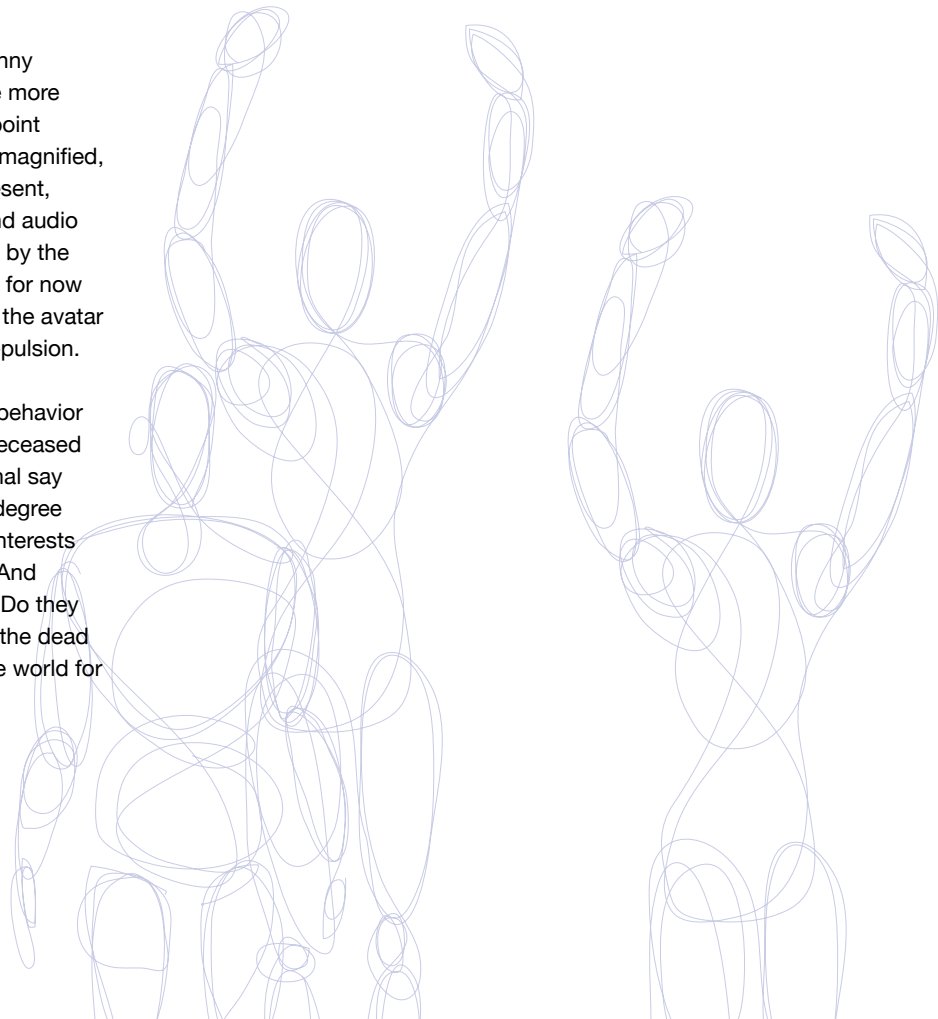 nny
more
point
magnified,
sent,
nd audio
by the
for now
the avatar
pulsion.
behavior
eceased
nal say
degree
nterests
And
Do they
the dead
e world for